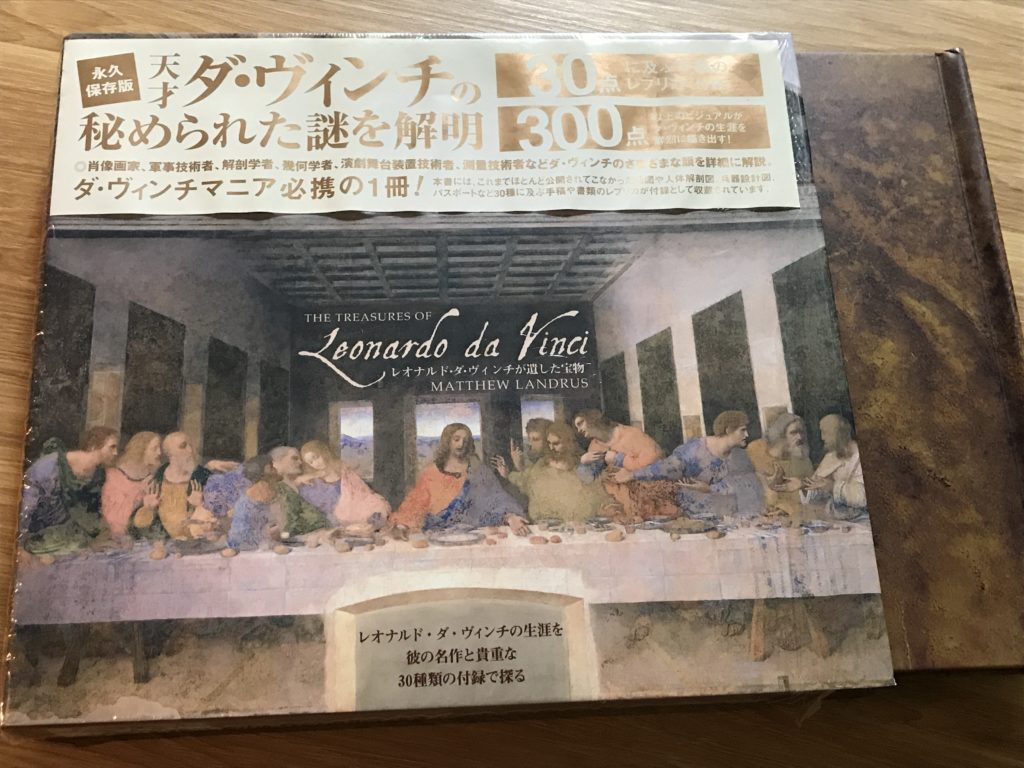 永久
保存版
天才 ダ・ヴィンチの
秘められた謎を解明
30点
300点
◎肖像画家、軍事技術者、解剖学者、幾何学者、演劇舞台装置技術者、測量技術者などダ・ヴィンチのさまざまな顔を詳細に解説。
ダ・ヴィンチマニア必携の1冊!
本書には、これまでほとんど公開されてこなかった
パスポートなど30種に及ぶ手稿や書類のレプリカが付録として収載されています。
THE TREASURES OF
Leonardo da Vinci
レオナルド・ダ・ヴィンチが遺した宝物
MATTHEW LANDRUS
レオナルド・ダ・ヴィンチの生涯を
彼の名作と貴重な
30種類の付録で探る